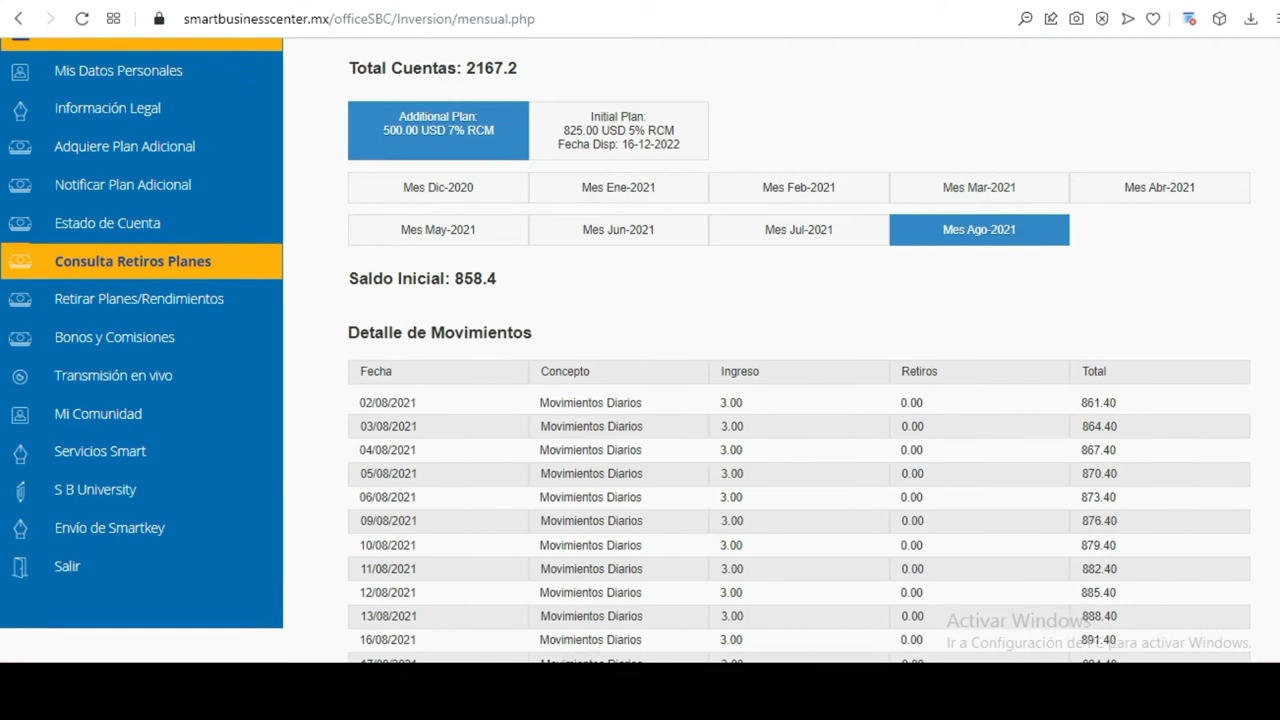 smartbusinesscenter.mx/officeSBC/Inversion/mensual.php
Mis Datos Personales
Información Legal
Adquiere Plan Adicional
Notificar Plan Adicional
Estado de Cuenta
Consulta Retiros Planes
Retirar Planes/Rendimientos
Bonos y Comisiones
Transmisión en vivo
Mi Comunidad
Servicios Smart
S B University
Envío de Smartkey
Salir
Total Cuentas: 2167.2
Additional Plan:
500.00 USD 7% RCM
Initial Plan:
825.00 USD 5% RCM
Fecha Disp: 16-12-2022
Mes Dic-2020 Mes Ene-2021 Mes Feb-2021 Mes Mar-2021 Mes Abr-2021
Mes May-2021 Mes Jun-2021 Mes Jul-2021 Mes Ago-2021
Saldo Inicial: 858.4
Detalle de Movimientos
Fecha Concepto Ingreso Retiros Total
02/08/2021 Movimientos Diarios 3.00 0.00 861.40
03/08/2021 Movimientos Diarios 3.00 0.00 864.40
04/08/2021 Movimientos Diarios 3.00 0.00 867.40
05/08/2021 Movimientos Diarios 3.00 0.00 870.40
06/08/2021 Movimientos Diarios 3.00 0.00 873.40
09/08/2021 Movimientos Diarios 3.00 0.00 876.40
10/08/2021 Movimientos Diarios 3.00 0.00 879.40
11/08/2021 Movimientos Diarios 3.00 0.00 882.40
12/08/2021 Movimientos Diarios 3.00 0.00 885.40
13/08/2021 Movimientos Diarios 3.00 0.00 888.40
16/08/2021 Movimientos Diarios 3.00 0.00 891.40
Activar Windows
Ir a Configuración de PC para activar Windows.